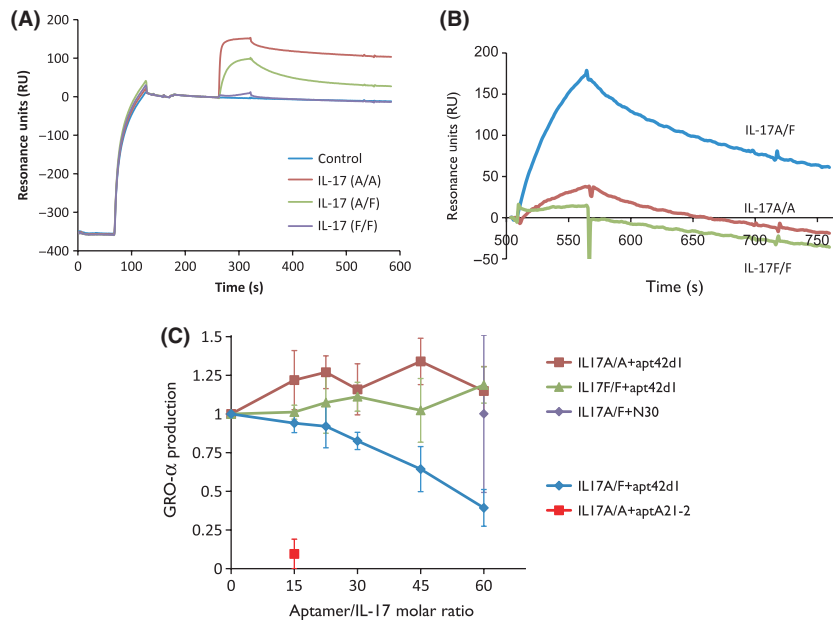 (A)
200
100
0
−100
−200
−300
−400
Resonance units (RU)
Control
IL-17 (A/A)
IL-17 (A/F)
IL-17 (F/F)
0
100
200
300
400
500
600
Time (s)
(B)
200
150
100
50
0
−50
Resonance units (RU)
IL-17A/F
IL-17A/A
IL-17F/F
500
550
600
650
700
750
Time (s)
(C)
1.5
1.25
1
0.75
0.5
0.25
0
GRO-α production
0
15
30
45
60
Aptamer/IL-17 molar ratio
IL17A/A+apt42d1
IL17F/F+apt42d1
IL17A/F+N30
IL17A/F+apt42d1
IL17A/A+aptA21-2